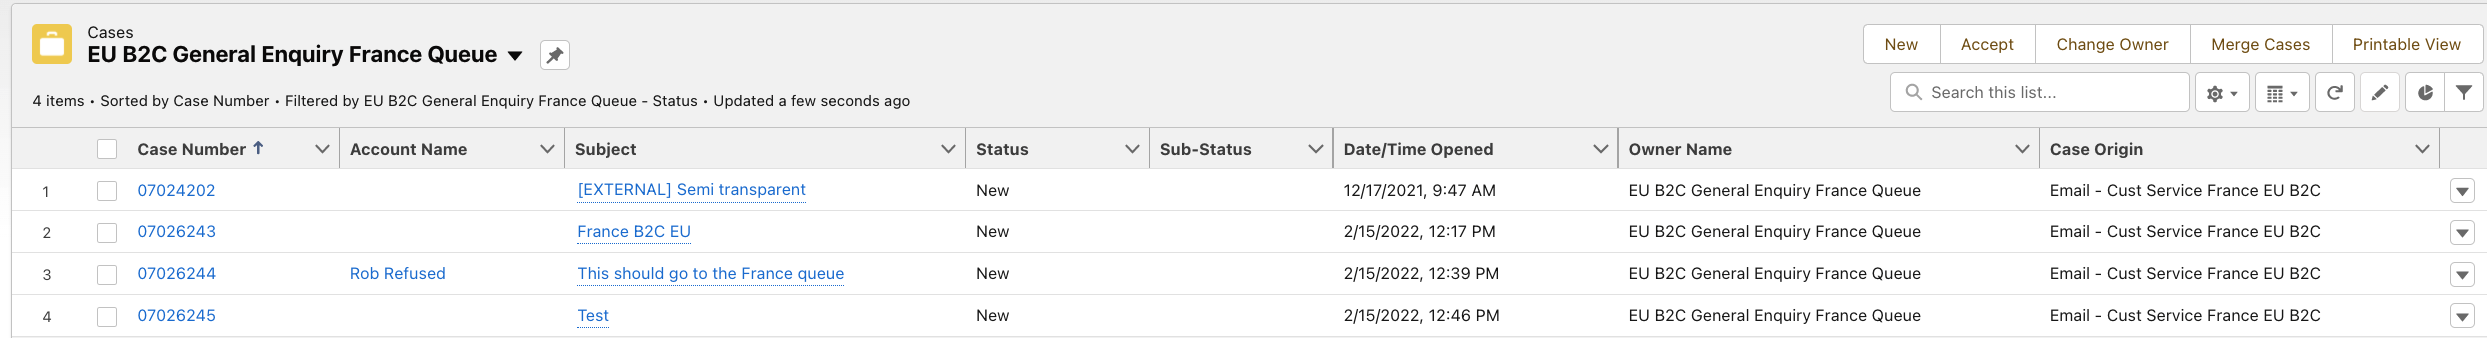 Cases
EU B2C General Enquiry France Queue
New Accept Change Owner Merge Cases Printable View
4 items • Sorted by Case Number • Filtered by EU B2C General Enquiry France Queue - Status • Updated a few seconds ago
Search this list...
Case Number Account Name Subject Status Sub-Status Date/Time Opened Owner Name Case Origin
1 07024202 [EXTERNAL] Semi transparent New 12/17/2021, 9:47 AM EU B2C General Enquiry France Queue Email - Cust Service France EU B2C
2 07026243 France B2C EU New 2/15/2022, 12:17 PM EU B2C General Enquiry France Queue Email - Cust Service France EU B2C
3 07026244 Rob Refused This should go to the France queue New 2/15/2022, 12:39 PM EU B2C General Enquiry France Queue Email - Cust Service France EU B2C
4 07026245 Test New 2/15/2022, 12:46 PM EU B2C General Enquiry France Queue Email - Cust Service France EU B2C